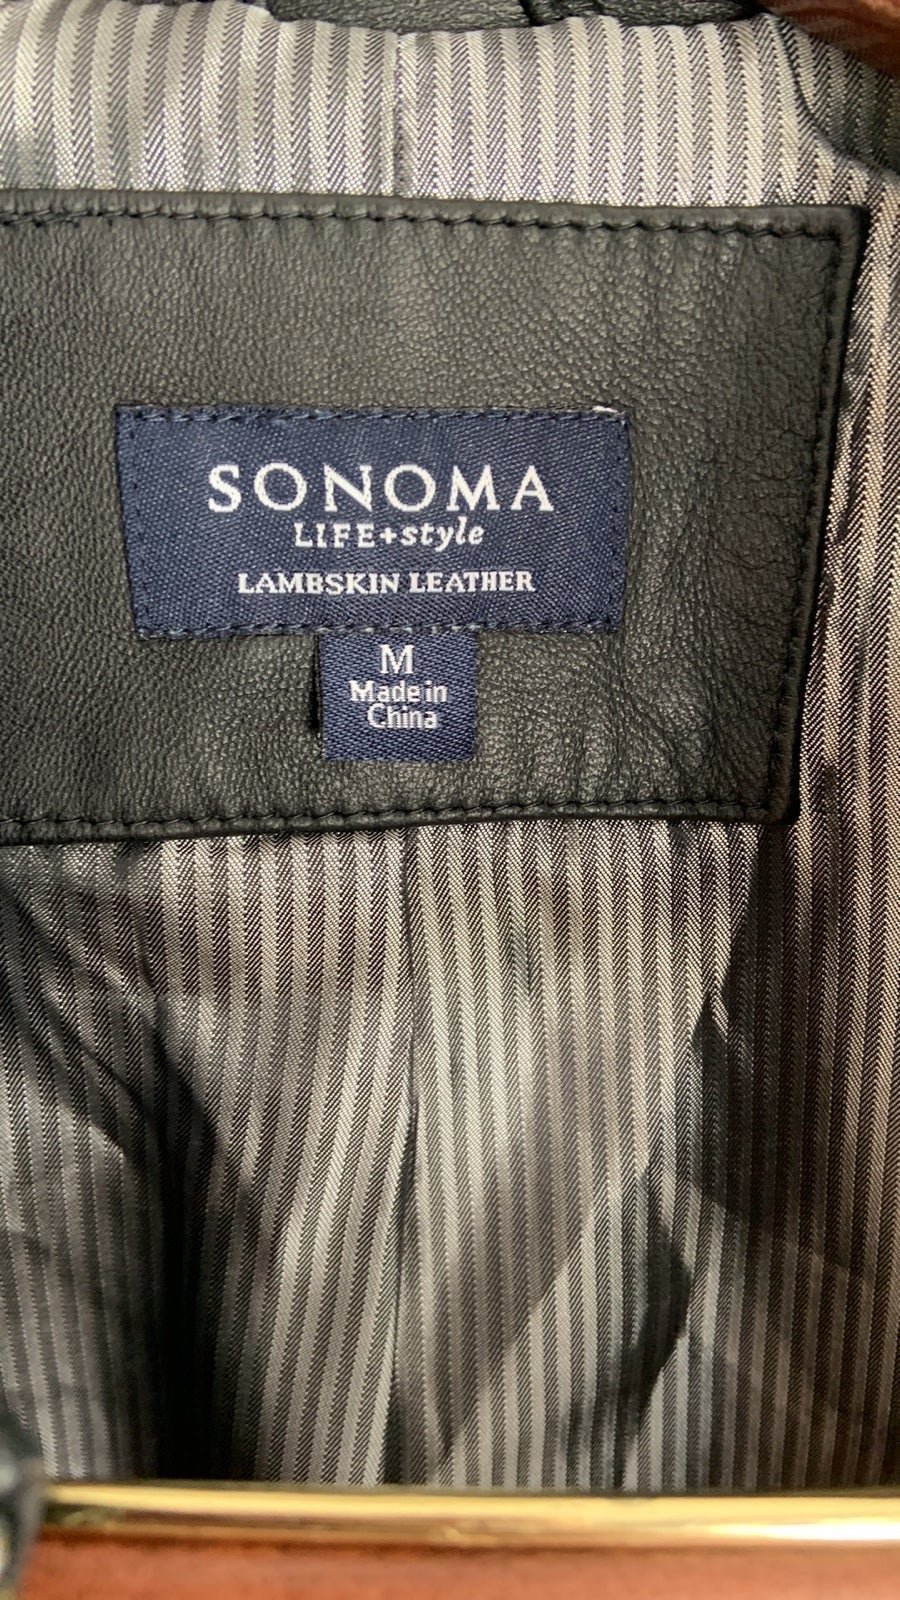 SONOMA
LIFE+style
LAMBSKIN LEATHER
M
Made in
China